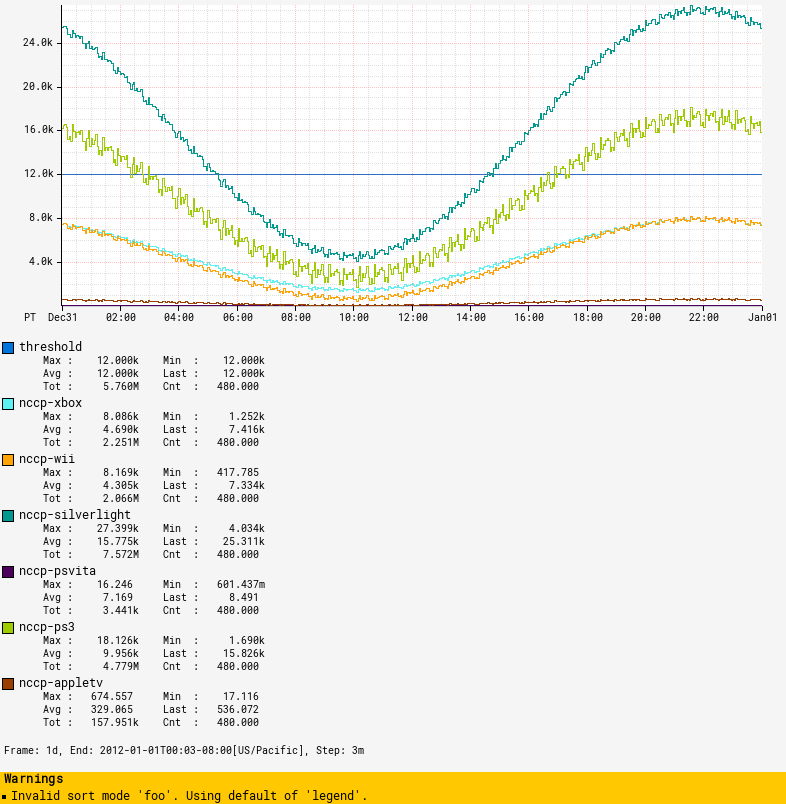 24.0k
20.0k
16.0k
12.0k
8.0k
4.0k
PT Dec31 02:00 04:00 06:00 08:00 10:00 12:00 14:00 16:00 18:00 20:00 22:00 Jan01
threshold
Max : 12.000k Min : 12.000k
Avg : 12.000k Last : 12.000k
Tot : 5.760M Cnt : 480.000
nccp-xbox
Max : 8.086k Min : 1.252k
Avg : 4.690k Last : 7.416k
Tot : 2.251M Cnt : 480.000
nccp-wii
Max : 8.169k Min : 417.785
Avg : 4.305k Last : 7.334k
Tot : 2.066M Cnt : 480.000
nccp-silverlight
Max : 27.399k Min : 4.034k
Avg : 15.775k Last : 25.311k
Tot : 7.572M Cnt : 480.000
nccp-psvita
Max : 16.246 Min : 601.437m
Avg : 7.169 Last : 8.491
Tot : 3.441k Cnt : 480.000
nccp-ps3
Max : 18.126k Min : 1.690k
Avg : 9.956k Last : 15.826k
Tot : 4.779M Cnt : 480.000
nccp-appletv
Max : 674.557 Min : 17.116
Avg : 329.065 Last : 536.072
Tot : 157.951k Cnt : 480.000
Frame: 1d, End: 2012-01-01T00:03-08:00[US/Pacific], Step: 3m
Warnings
▪ Invalid sort mode 'foo'. Using default of 'legend'.